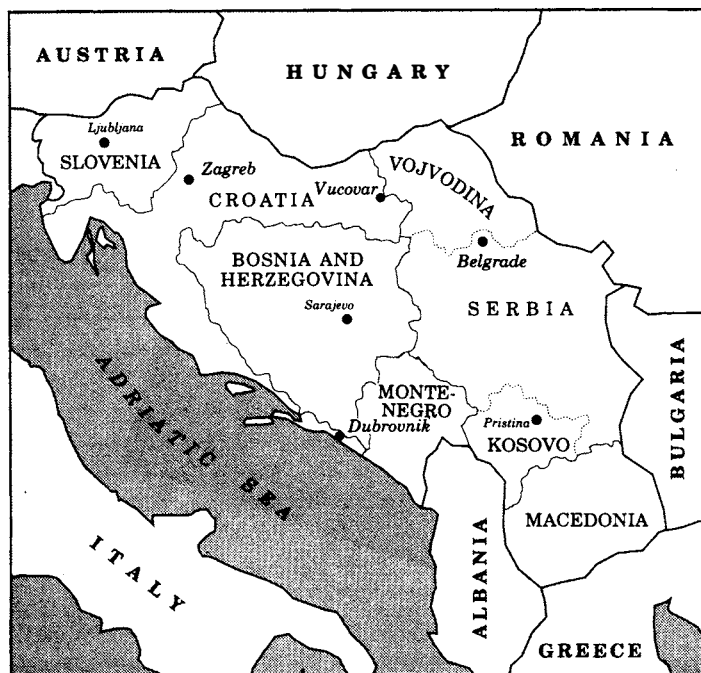 AUSTRIA
HUNGARY
ROMANIA
Ljubljana
SLOVENIA
Zagreb
CROATIA
Vucovar
VOJVODINA
BOSNIA AND
HERZEGOVINA
Belgrade
Sarajevo
SERBIA
ADRIATIC SEA
MONTE-
NEGRO
Dubrovnik
Pristina
KOSOVO
BULGARIA
MACEDONIA
ITALY
ALBANIA
GREECE